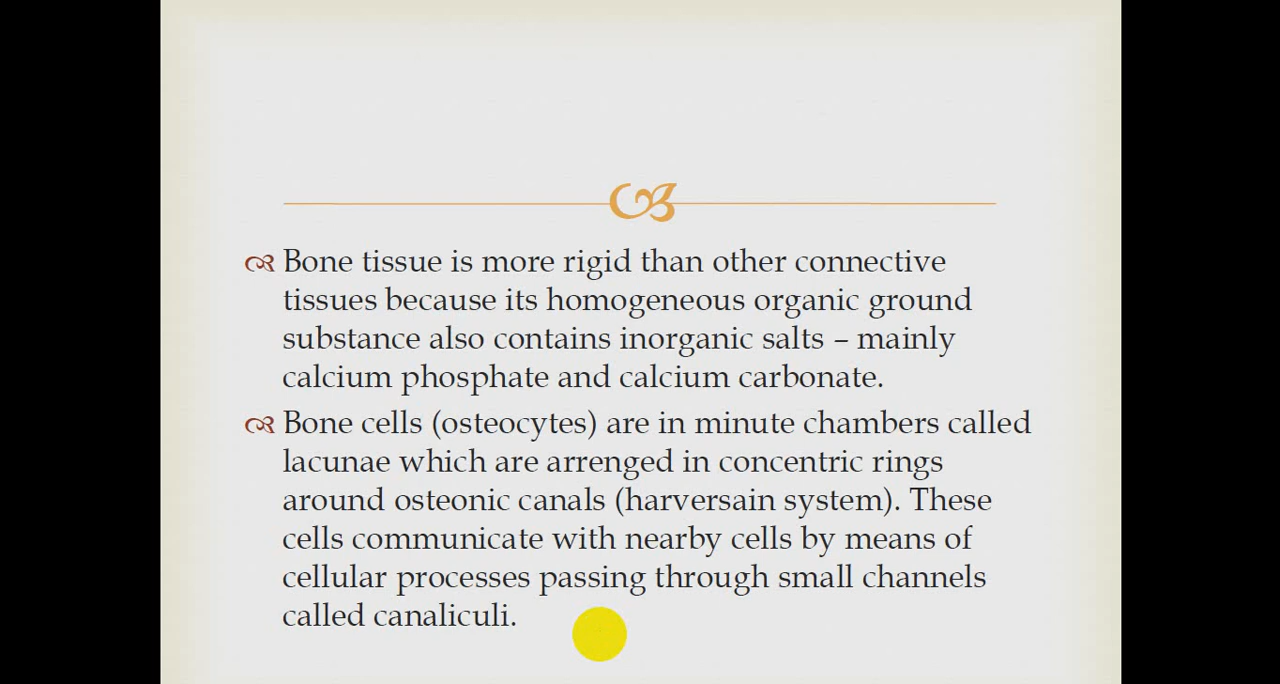 Bone tissue is more rigid than other connective
tissues because its homogeneous organic ground
substance also contains inorganic salts – mainly
calcium phosphate and calcium carbonate.
Bone cells (osteocytes) are in minute chambers called
lacunae which are arrenged in concentric rings
around osteonic canals (harversain system). These
cells communicate with nearby cells by means of
cellular processes passing through small channels
called canaliculi.